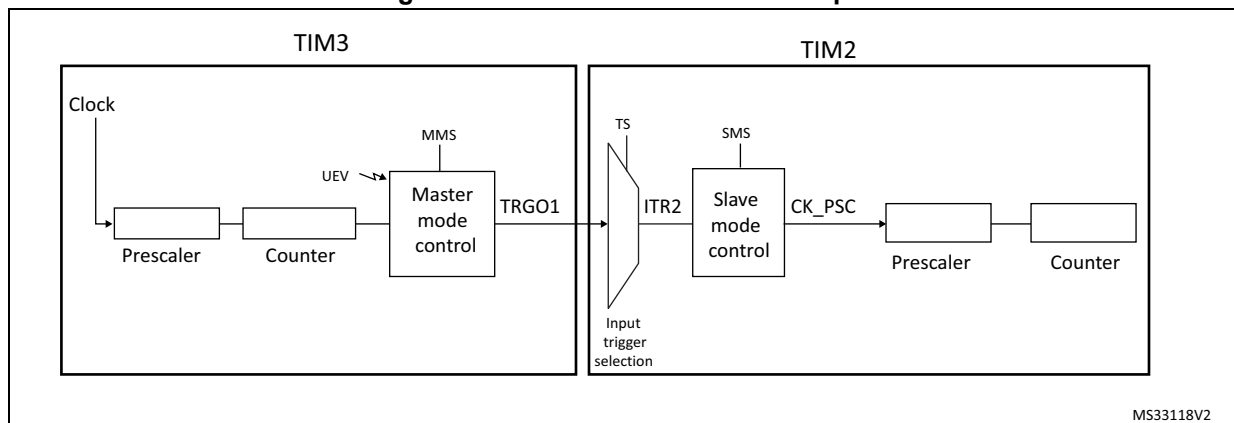 TIM3
TIM2
Clock
MMS
TS
SMS
UEV
Master
mode
control
TRGO1
ITR2
Slave
mode
control
CK_PSC
Prescaler
Counter
Prescaler
Counter
Input
trigger
selection
MS33118V2